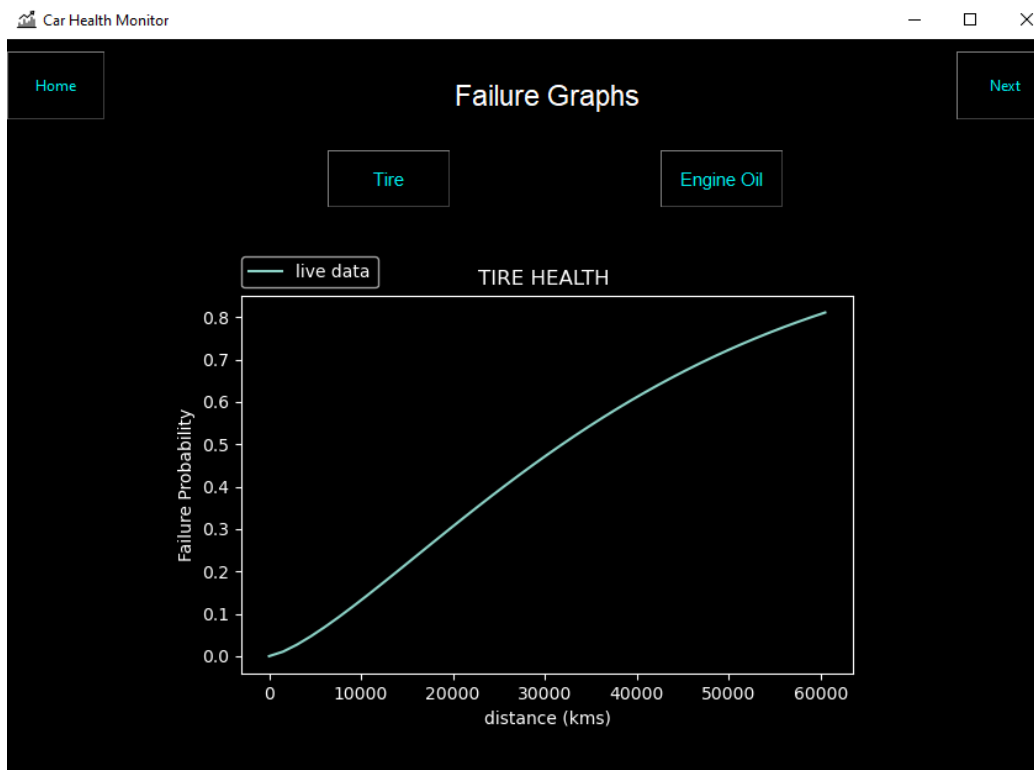 Car Health Monitor
Home
Failure Graphs
Next
Tire
Engine Oil
live data
TIRE HEALTH
0.8
0.7
0.6
0.5
0.4
0.3
0.2
0.1
0.0
Failure Probability
0 10000 20000 30000 40000 50000 60000
distance (kms)